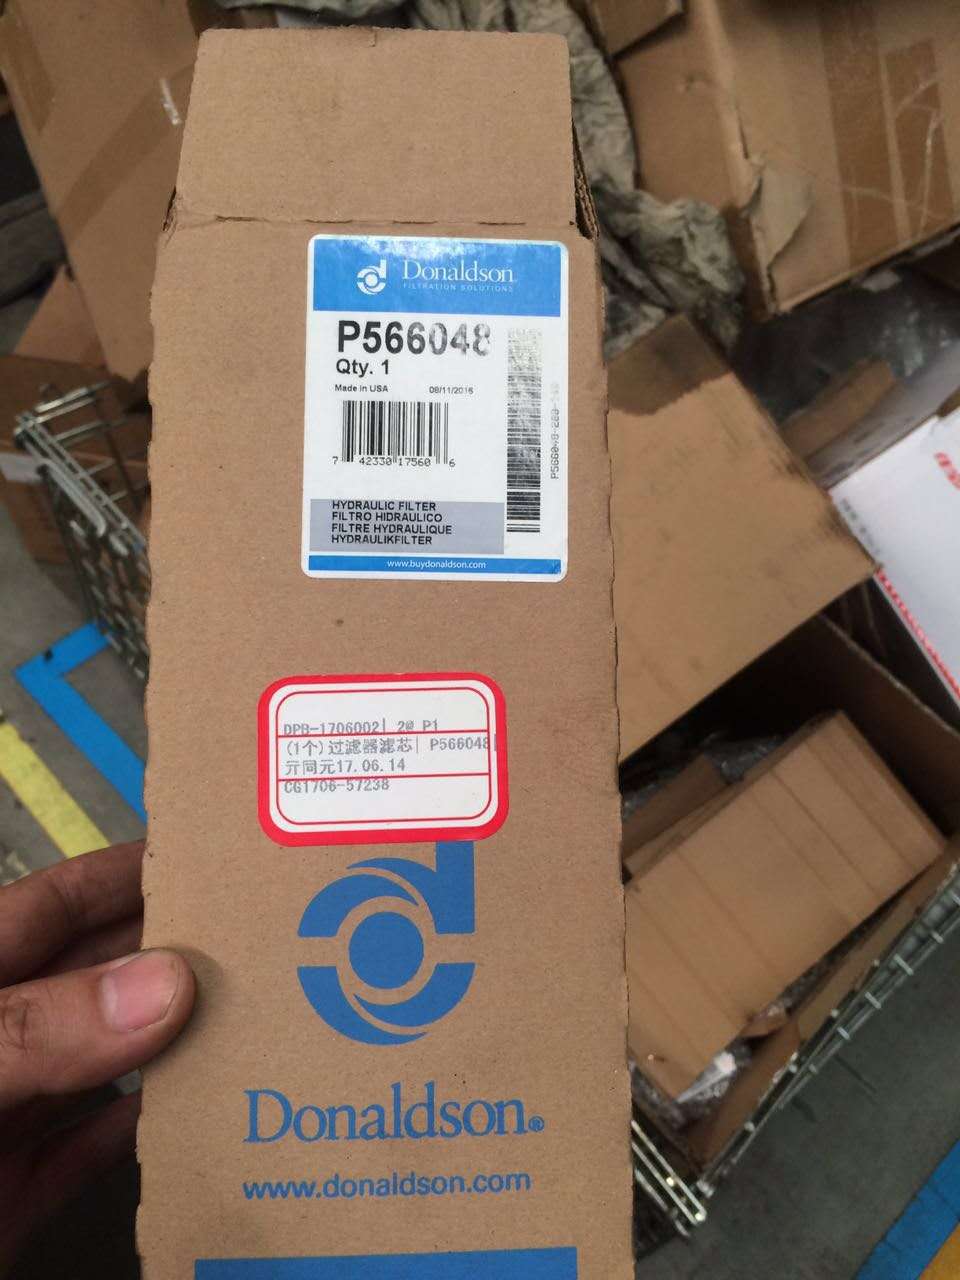 Donaldson.
FILTRATION SOLUTIONS
P566048
Qty. 1
Made in USA 08/11/2016
7 42330 17560 6
HYDRAULIC FILTER
FILTRO HIDRAULICO
FILTRE HYDRAULIQUE
HYDRAULIKFILTER
www.buydonaldson.com
DPB-1706002| 2@ P1
(1个)过滤器滤芯| P566048|
亓同元17.06.14
CG1706-57238
Donaldson®
www.donaldson.com